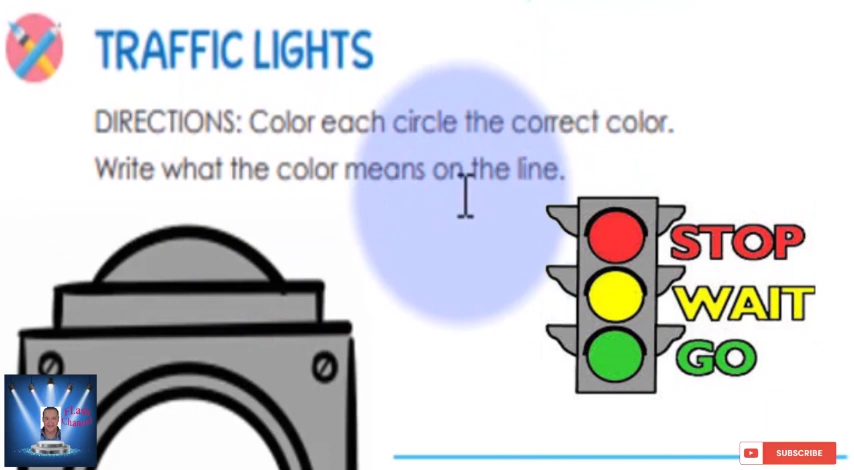 TRAFFIC LIGHTS
DIRECTIONS: Color each circle the correct color.
Write what the color means on the line.
STOP
WAIT
GO
SUBSCRIBE